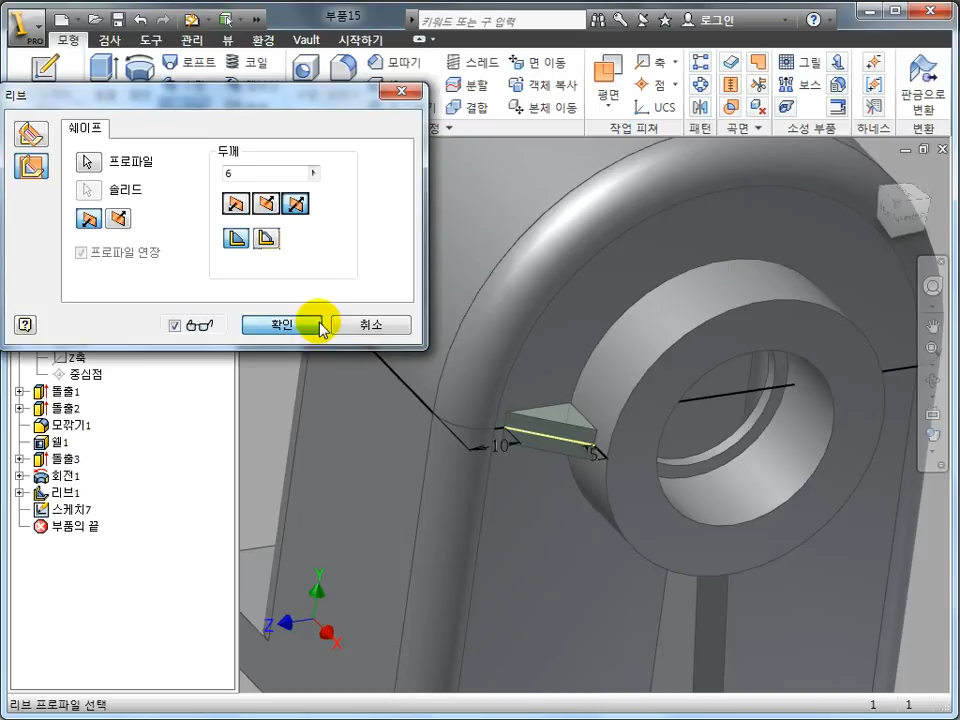 부품15
키워드 또는 구 입력
로그인
PRO
모형 검사 도구 관리 뷰 환경 Vault 시작하기
로프트 코일 모따기 스레드 면 이동 축 그릴
분할 객체 복사 평면 점 보스 판금으로 변환
결합 본체 이동 UCS
작업 피쳐 패턴 곡면 소성 부품 하네스 변환
리브
쉐이프
프로파일
솔리드
프로파일 연장
두께
6
확인 취소
Z축
중심점
돌출1
돌출2
모깎기1
쉘1
돌출3
회전1
리브1
스케치7
부품의 끝
10
5
Y
Z
X
리브 프로파일 선택
1 1